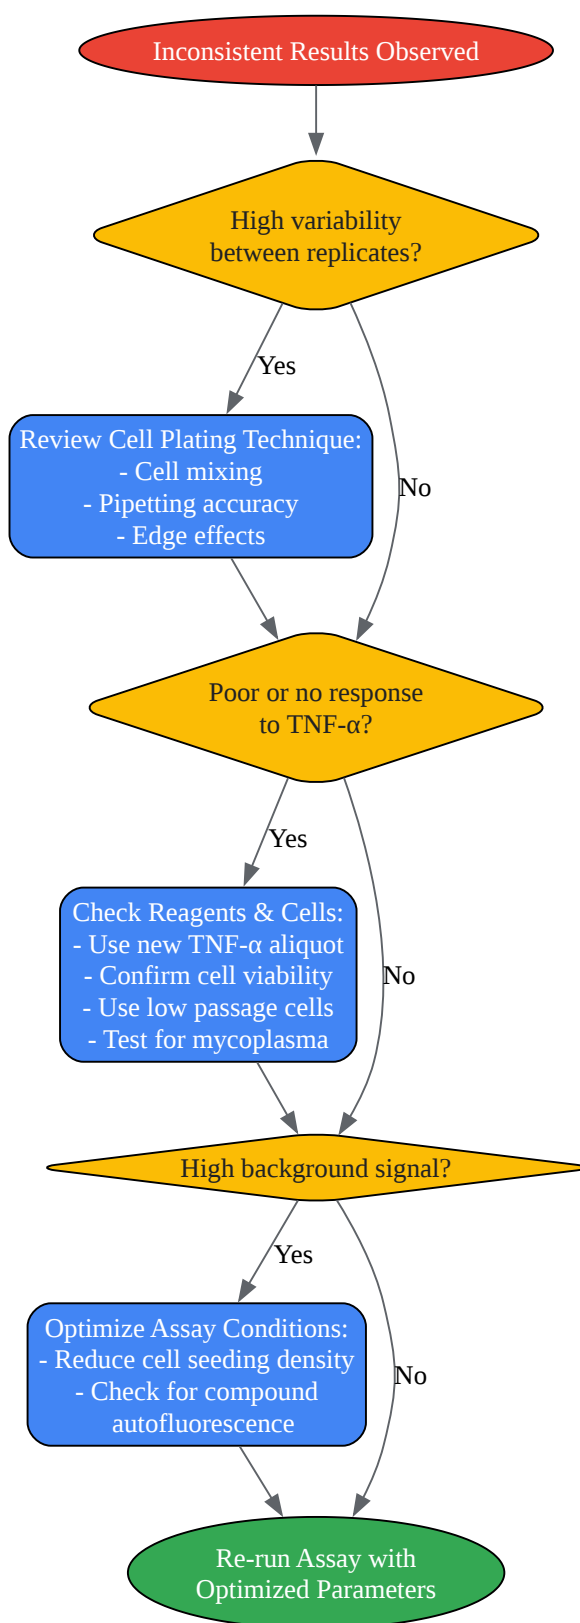 Inconsistent Results Observed
High variability
between replicates?
Yes
Review Cell Plating Technique:
- Cell mixing
- Pipetting accuracy
- Edge effects
No
Poor or no response
to TNF-α?
Yes
Check Reagents & Cells:
- Use new TNF-α aliquot
- Confirm cell viability
- Use low passage cells
- Test for mycoplasma
No
High background signal?
Yes
Optimize Assay Conditions:
- Reduce cell seeding density
- Check for compound
autofluorescence
No
Re-run Assay with
Optimized Parameters